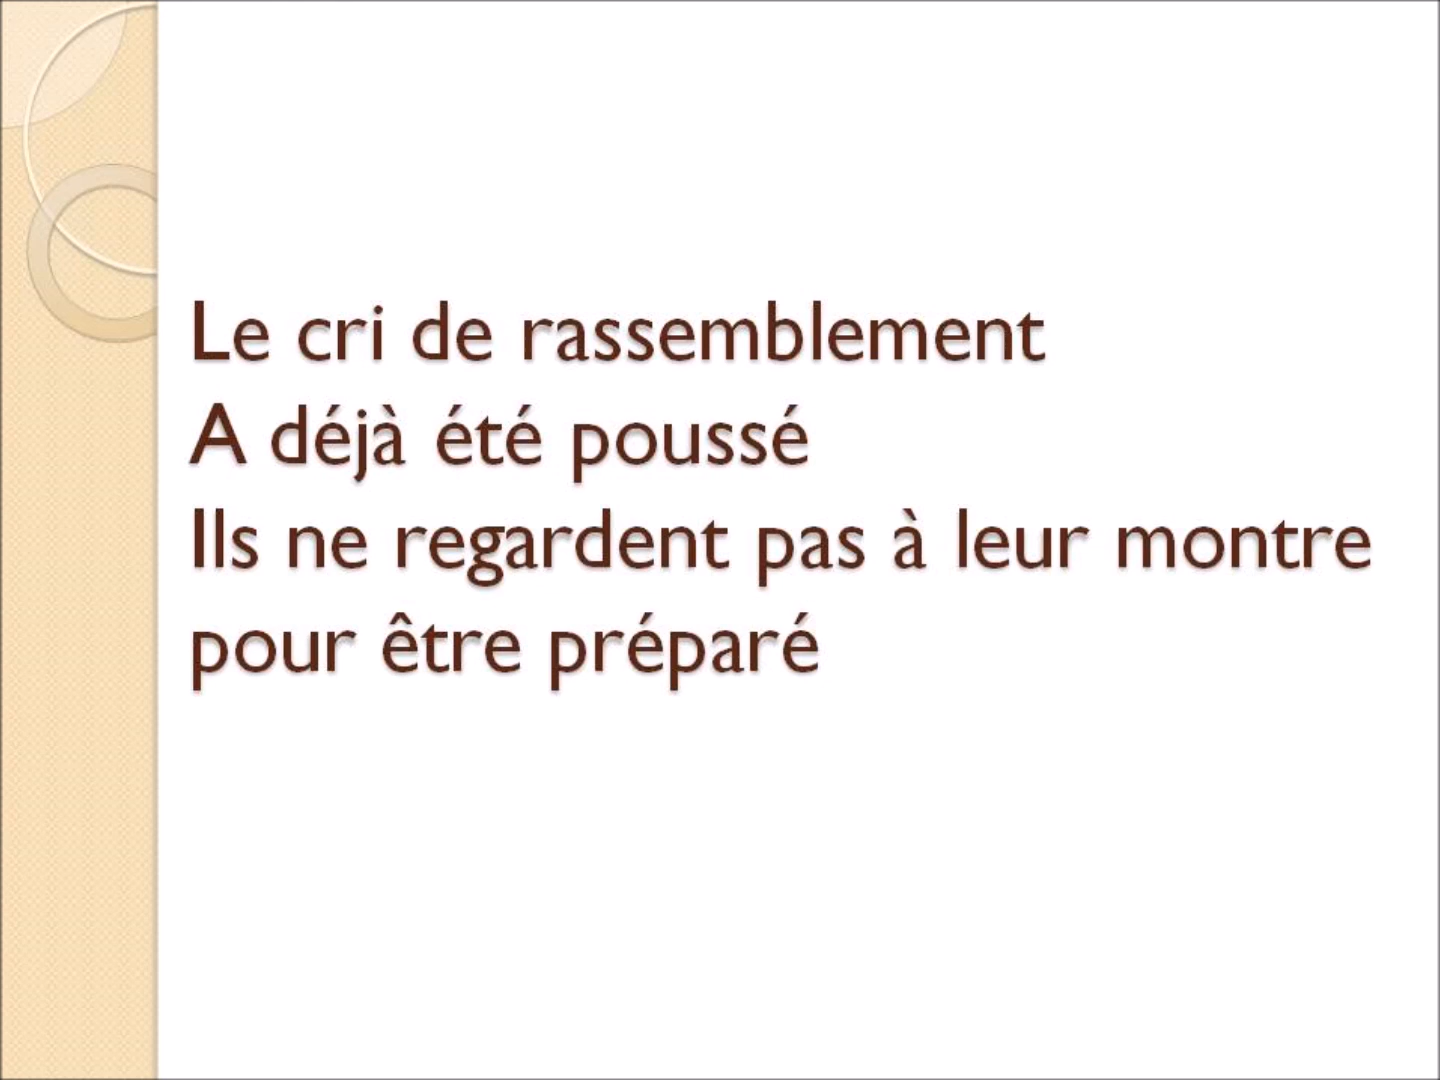 Le cri de rassemblement
A déjà été poussé
Ils ne regardent pas à leur montre
pour être préparé